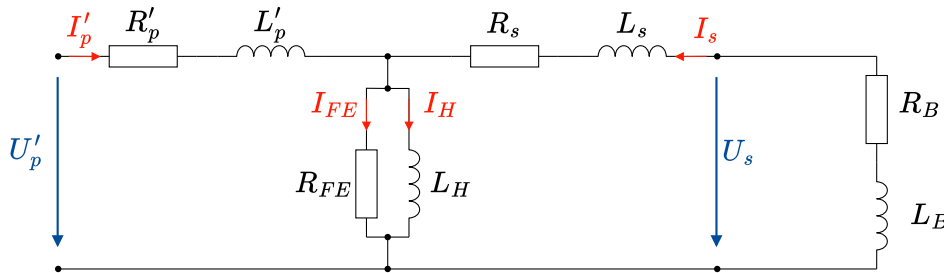 I′p R′p L′p Rs Ls Is
IFE IH RB
U′p Us
RFE LH
LB